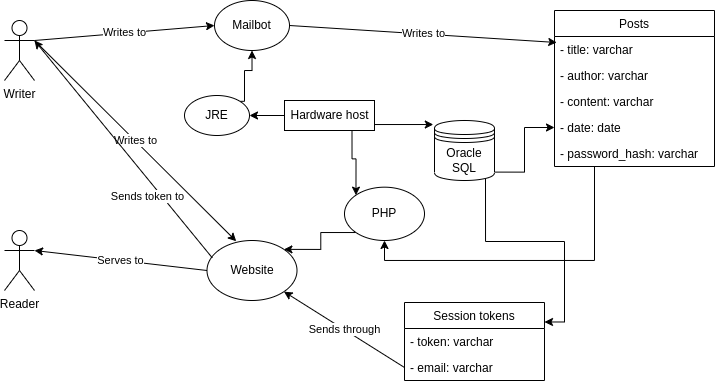 Mailbot
Posts
Writes to
Writes to
- title: varchar
- author: varchar
Writer
- content: varchar
JRE
Hardware host
- date: date
Writes to
Oracle
SQL
- password_hash: varchar
Sends token to
PHP
Serves to
Website
Reader
Session tokens
Sends through
- token: varchar
- email: varchar